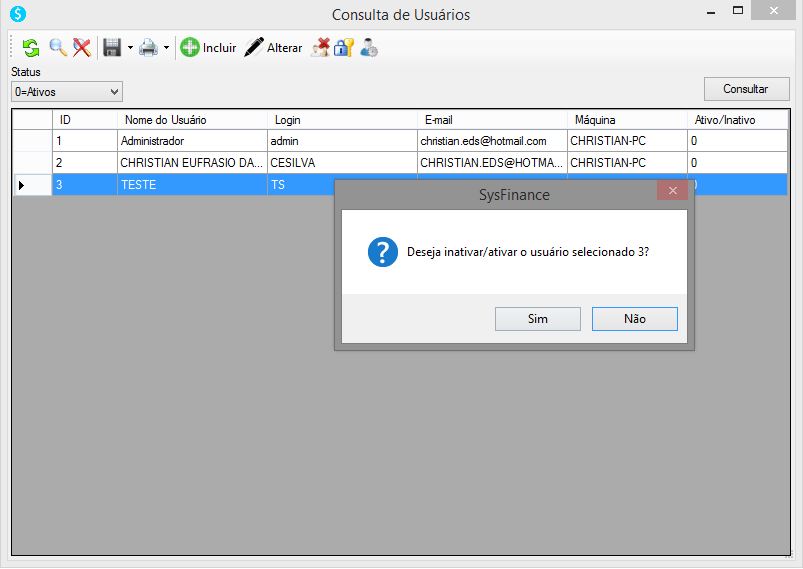 Consulta de Usuários
Incluir Alterar
Status
0=Ativos
Consultar
ID Nome do Usuário Login E-mail Máquina Ativo/Inativo
1 Administrador admin christian.eds@hotmail.com CHRISTIAN-PC 0
2 CHRISTIAN EUFRASIO DA... CESILVA CHRISTIAN.EDS@HOTMA... CHRISTIAN-PC 0
3 TESTE TS
SysFinance
Deseja inativar/ativar o usuário selecionado 3?
Sim Não